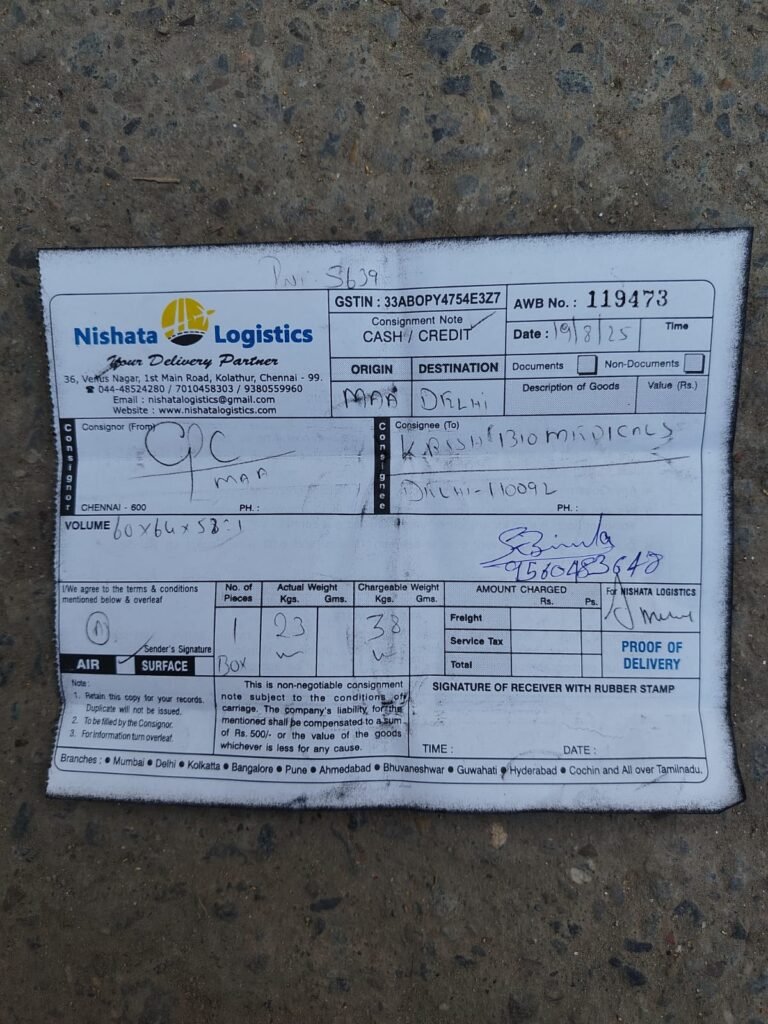 Inv: 5639
Nishata Logistics
Your Delivery Partner
36, Venus Nagar, 1st Main Road, Kolathur, Chennai - 99.
☎ 044-48524280 / 7010458303 / 9380559960
Email : nishatalogistics@gmail.com
Website : www.nishatalogistics.com
GSTIN : 33ABOPY4754E3Z7
Consignment Note
CASH / CREDIT ✓
ORIGIN DESTINATION
MAA DELHI
AWB No. : 119473
Date : 19/8/25 Time
Documents Non-Documents
Description of Goods Value (Rs.)
Consignor
Consignor (From)
CPC
MAA
CHENNAI - 600 PH. :
Consignee
Consignee (To)
BIOMEDICALS
DELHI-110092
PH. :
VOLUME 60x64x58:1
9560483648
I/We agree to the terms & conditions
mentioned below & overleaf
Sender's Signature
AIR ✓ SURFACE
No. of Pieces
1
BOX
Actual Weight
Kgs. Gms.
23
Chargeable Weight
Kgs. Gms.
38
AMOUNT CHARGED
Rs. Ps.
Freight
Service Tax
Total
For NISHATA LOGISTICS
PROOF OF
DELIVERY
Note :
1. Retain this copy for your records.
Duplicate will not be issued.
2. To be filled by the Consignor.
3. For information turn overleaf.
This is non-negotiable consignment
note subject to the conditions of
carriage. The company's liability for the
mentioned shall be compensated to a sum
of Rs. 500/- or the value of the goods
whichever is less for any cause.
SIGNATURE OF RECEIVER WITH RUBBER STAMP
TIME : DATE :
Branches : ● Mumbai ● Delhi ● Kolkatta ● Bangalore ● Pune ● Ahmedabad ● Bhuvaneshwar ● Guwahati ● Hyderabad ● Cochin and All over Tamilnadu.